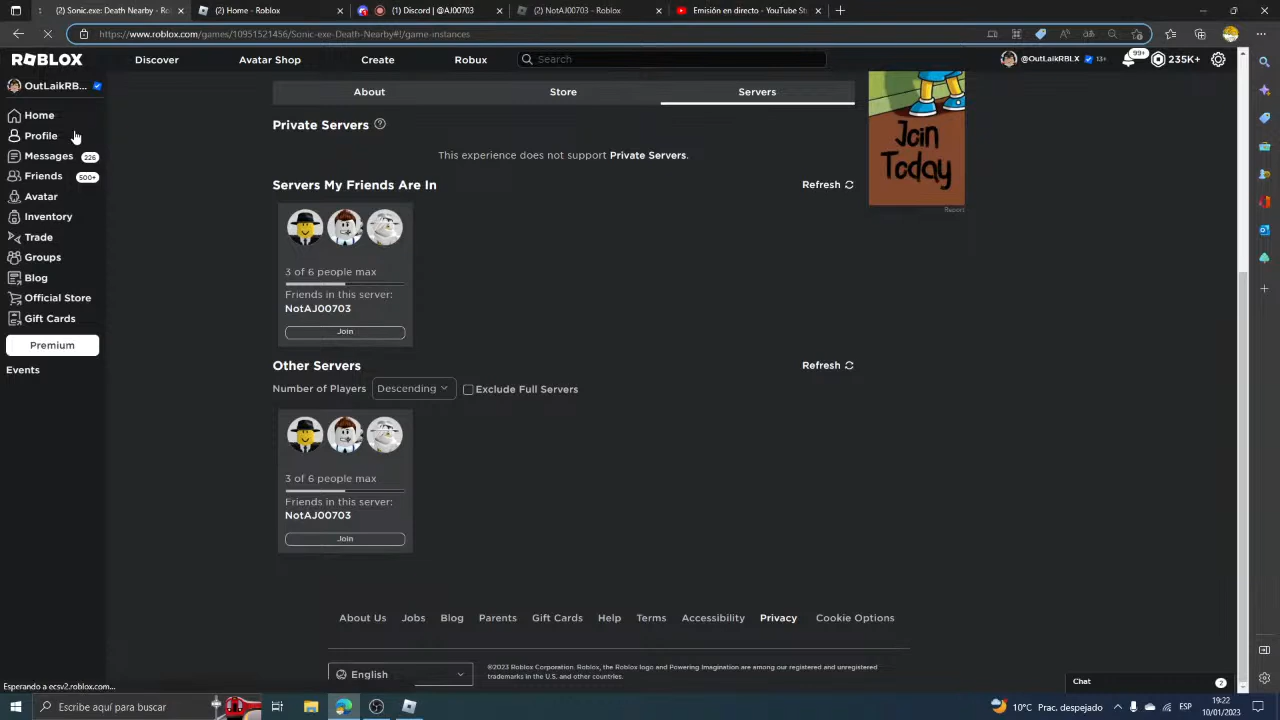 (2) Sonic.exe: Death Nearby - Ro
(2) Home - Roblox
(1) Discord | @AJ00703
(2) NotAJ00703 - Roblox
Emisión en directo - YouTube St
https://www.roblox.com/games/10951521456/Sonic-exe-Death-Nearby#!/game-instances
ROBLOX
Discover
Avatar Shop
Create
Robux
Search
@OutLaikRBLX
13+
99+
235K+
OutLaikRB...
Home
Profile
Messages
226
Friends
500+
Avatar
Inventory
Trade
Groups
Blog
Official Store
Gift Cards
Premium
Events
About
Store
Servers
Private Servers
This experience does not support Private Servers.
Servers My Friends Are In
Refresh
3 of 6 people max
Friends in this server:
NotAJ00703
Join
Other Servers
Refresh
Number of Players
Descending
Exclude Full Servers
3 of 6 people max
Friends in this server:
NotAJ00703
Join
Join
Today
Report
About Us
Jobs
Blog
Parents
Gift Cards
Help
Terms
Accessibility
Privacy
Cookie Options
English
©2023 Roblox Corporation. Roblox, the Roblox logo and Powering Imagination are among our registered and unregistered
trademarks in the U.S. and other countries.
Chat
2
Esperando a ecsv2.roblox.com...
Escribe aquí para buscar
10°C
Prac. despejado
ESP
19:22
10/01/2023